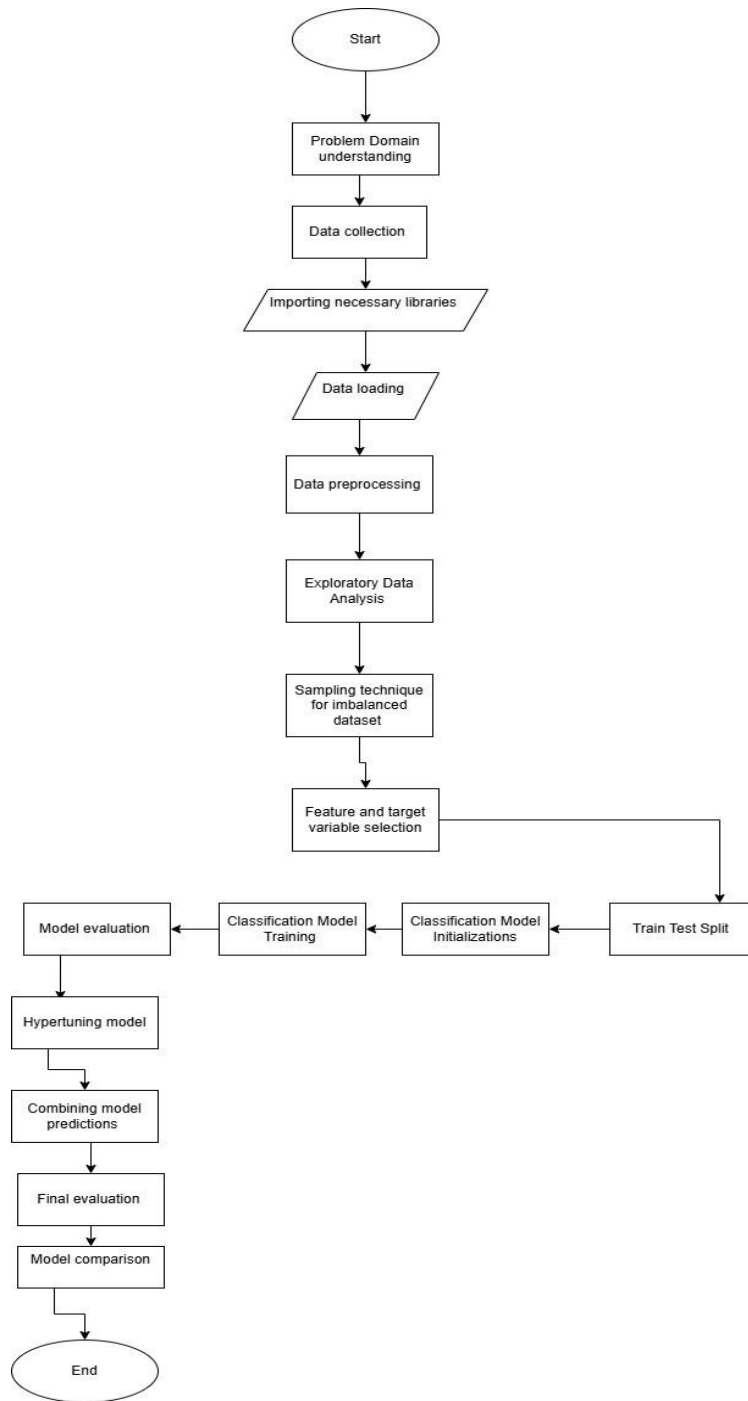 Start
Problem Domain
understanding
Data collection
Importing necessary libraries
Data loading
Data preprocessing
Exploratory Data
Analysis
Sampling technique
for imbalanced
dataset
Feature and target
variable selection
Train Test Split
Classification Model
Initializations
Classification Model
Training
Model evaluation
Hypertuning model
Combining model
predictions
Final evaluation
Model comparison
End